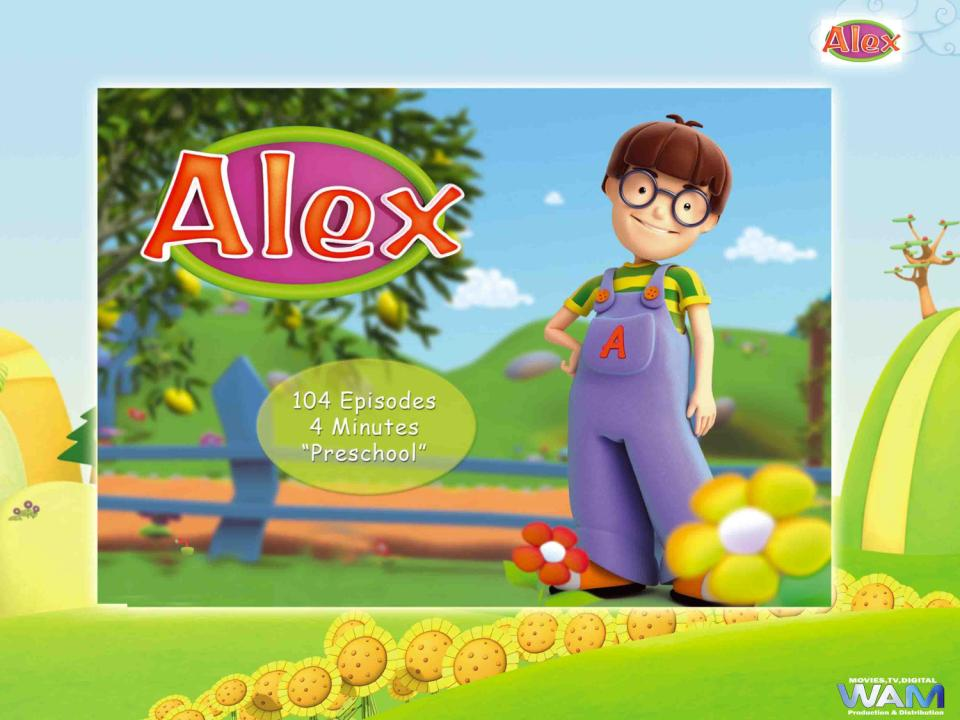 Alex
Alex
104 Episodes
4 Minutes
“Preschool”
A
MOVIES,TV,DIGITAL
WAM
Production & Distribution